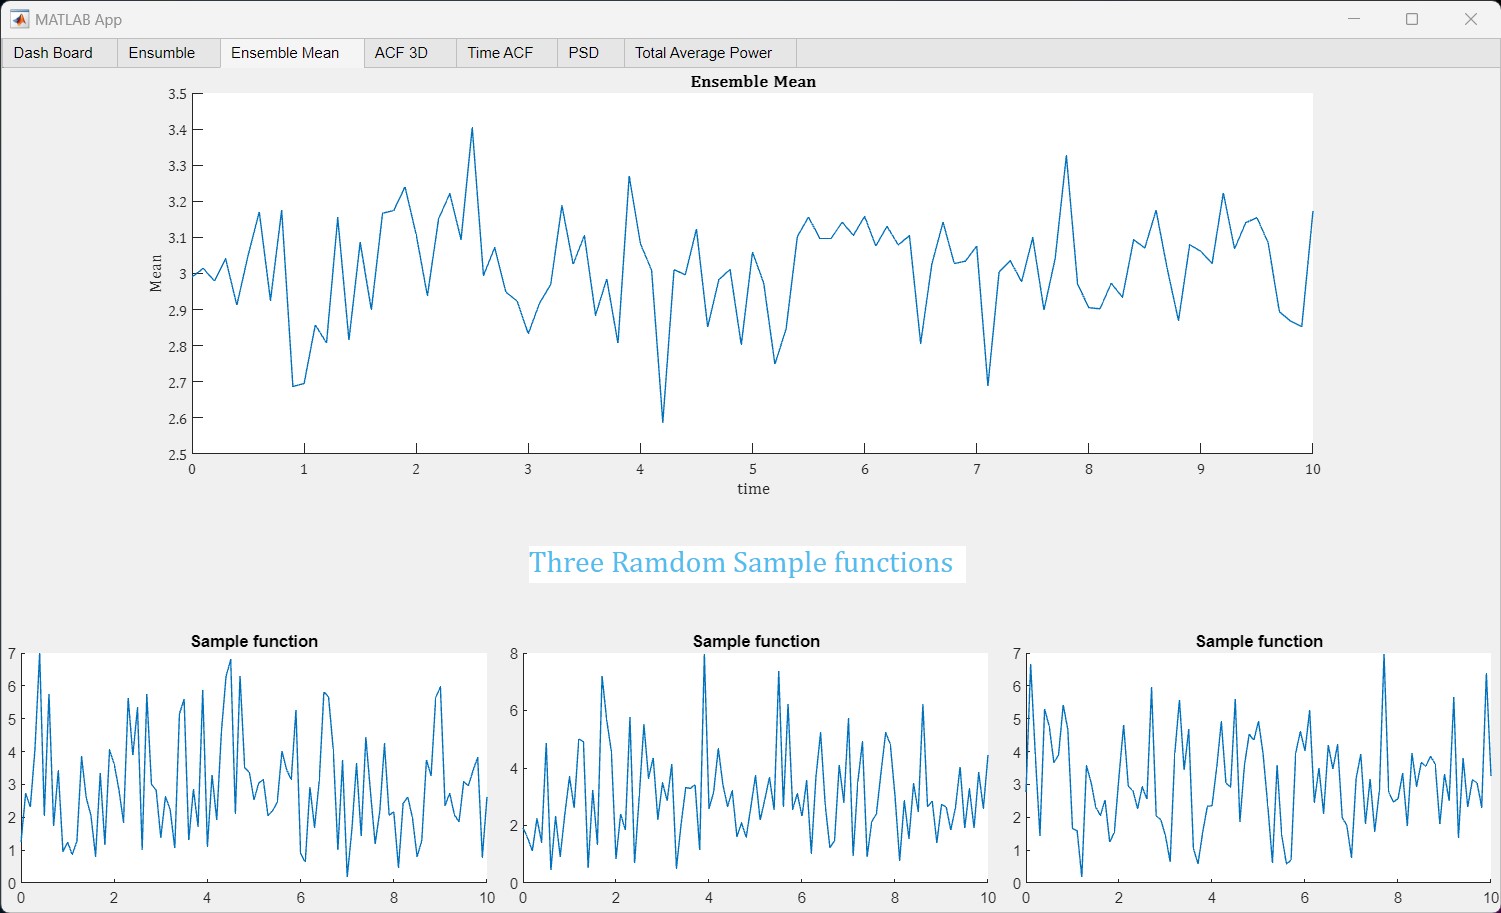 MATLAB App
Dash Board Ensumble Ensemble Mean ACF 3D Time ACF PSD Total Average Power
Ensemble Mean
3.5
3.4
3.3
3.2
3.1
3
2.9
2.8
2.7
2.6
2.5
Mean
0 1 2 3 4 5 6 7 8 9 10
time
Three Ramdom Sample functions
Sample function
7
6
5
4
3
2
1
0
0 2 4 6 8 10
Sample function
8
6
4
2
0
0 2 4 6 8 10
Sample function
7
6
5
4
3
2
1
0
0 2 4 6 8 10